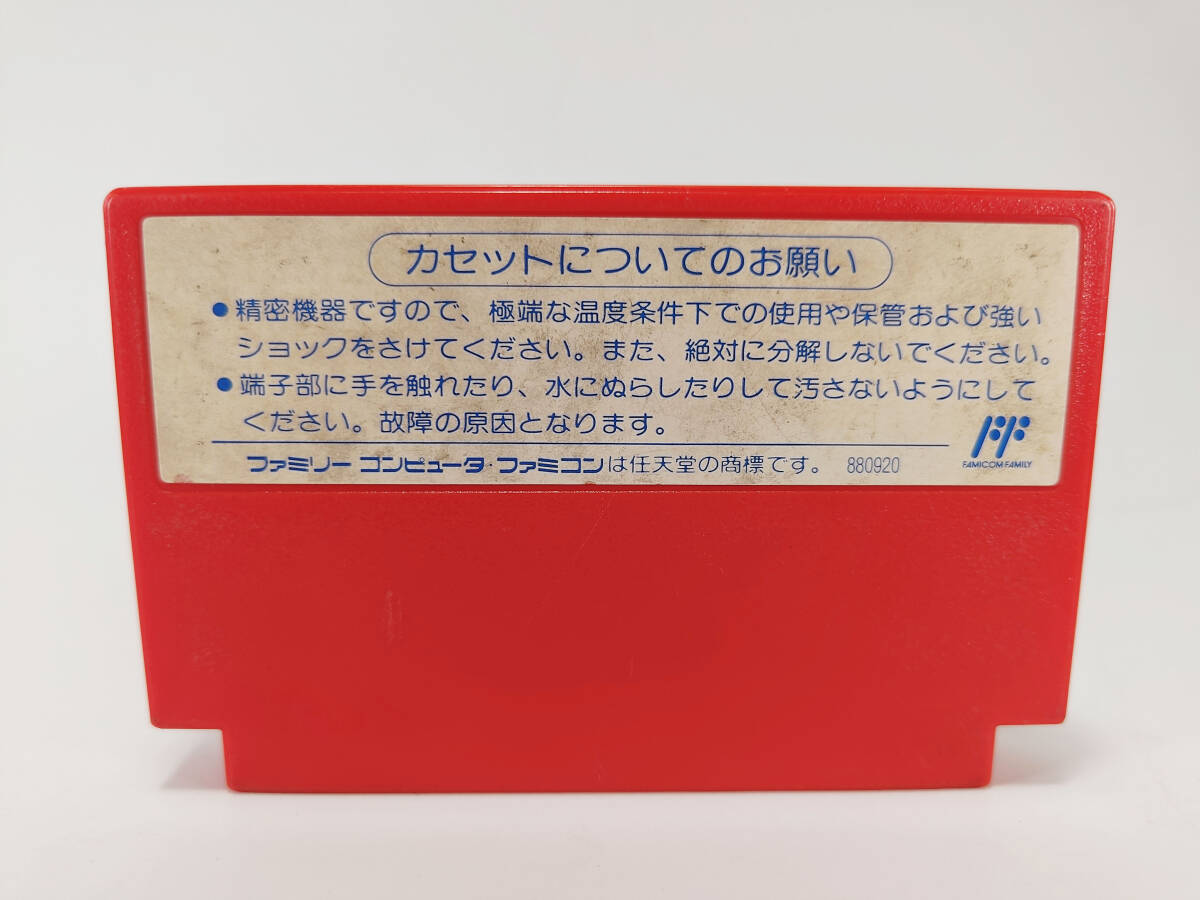 カセットについてのお願い
●精密機器ですので、極端な温度条件下での使用や保管および強い
ショックをさけてください。また、絶対に分解しないでください。
●端子部に手を触れたり、水にぬらしたりして汚さないようにして
ください。故障の原因となります。
FAMICOM FAMILY
ファミリー コンピュータ・ファミコンは任天堂の商標です。 880920